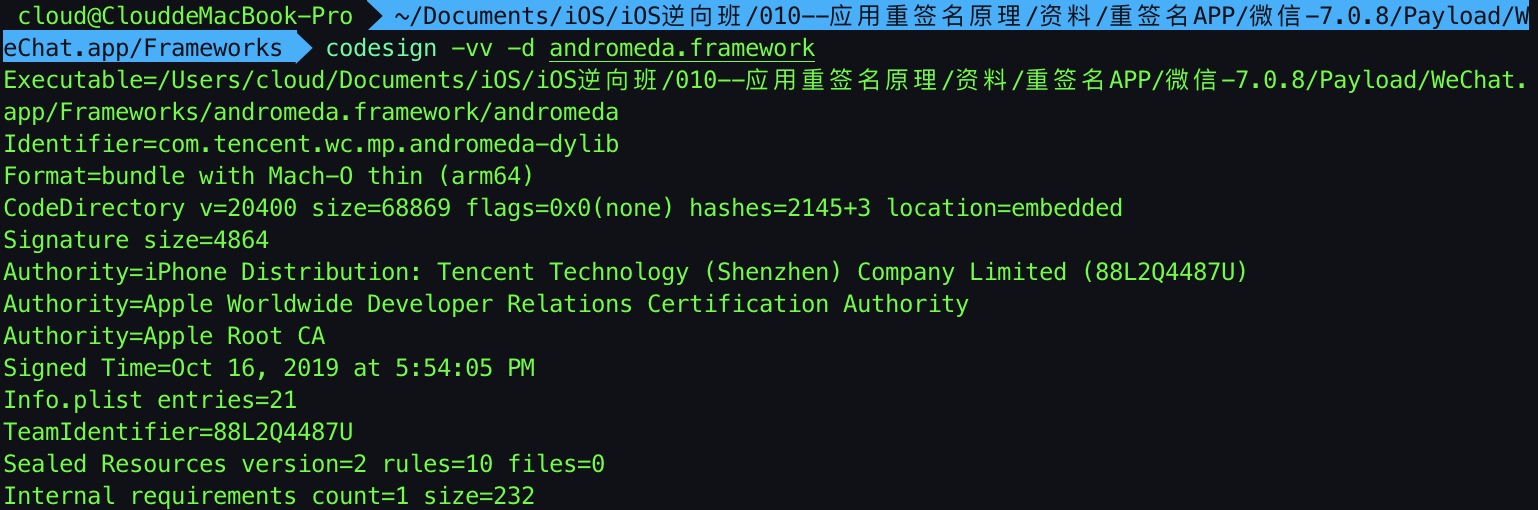 cloud@ClouddeMacBook-Pro ~/Documents/iOS/iOS逆向班/010--应用重签名原理/资料/重签名APP/微信-7.0.8/Payload/W
eChat.app/Frameworks codesign -vv -d andromeda.framework
Executable=/Users/cloud/Documents/iOS/iOS逆向班/010--应用重签名原理/资料/重签名APP/微信-7.0.8/Payload/WeChat.
app/Frameworks/andromeda.framework/andromeda
Identifier=com.tencent.wc.mp.andromeda-dylib
Format=bundle with Mach-O thin (arm64)
CodeDirectory v=20400 size=68869 flags=0x0(none) hashes=2145+3 location=embedded
Signature size=4864
Authority=iPhone Distribution: Tencent Technology (Shenzhen) Company Limited (88L2Q4487U)
Authority=Apple Worldwide Developer Relations Certification Authority
Authority=Apple Root CA
Signed Time=Oct 16, 2019 at 5:54:05 PM
Info.plist entries=21
TeamIdentifier=88L2Q4487U
Sealed Resources version=2 rules=10 files=0
Internal requirements count=1 size=232